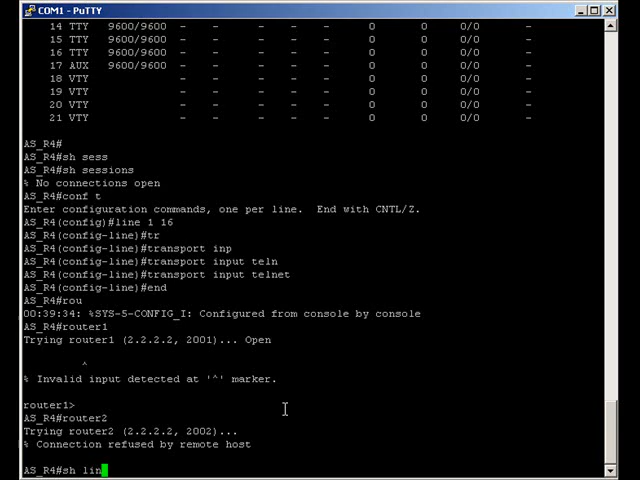 COM1 - PuTTY
14 TTY 9600/9600 - - - - - 0 0 0/0 -
15 TTY 9600/9600 - - - - - 0 0 0/0 -
16 TTY 9600/9600 - - - - - 0 0 0/0 -
17 AUX 9600/9600 - - - - - 0 0 0/0 -
18 VTY - - - - - 0 0 0/0 -
19 VTY - - - - - 0 0 0/0 -
20 VTY - - - - - 0 0 0/0 -
21 VTY - - - - - 0 0 0/0 -
AS_R4#
AS_R4#sh sess
AS_R4#sh sessions
% No connections open
AS_R4#conf t
Enter configuration commands, one per line. End with CNTL/Z.
AS_R4(config)#line 1 16
AS_R4(config-line)#tr
AS_R4(config-line)#transport inp
AS_R4(config-line)#transport input teln
AS_R4(config-line)#transport input telnet
AS_R4(config-line)#end
AS_R4#rou
00:39:34: %SYS-5-CONFIG_I: Configured from console by console
AS_R4#router1
Trying router1 (2.2.2.2, 2001)... Open
^
% Invalid input detected at '^' marker.
router1>
AS_R4#router2
Trying router2 (2.2.2.2, 2002)...
% Connection refused by remote host
AS_R4#sh lin